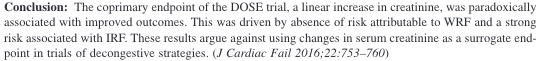 Conclusion: The coprimary endpoint of the DOSE trial, a linear increase in creatinine, was paradoxically
associated with improved outcomes. This was driven by absence of risk attributable to WRF and a strong
risk associated with IRF. These results argue against using changes in serum creatinine as a surrogate end-
point in trials of decongestive strategies. (J Cardiac Fail 2016;22:753–760)